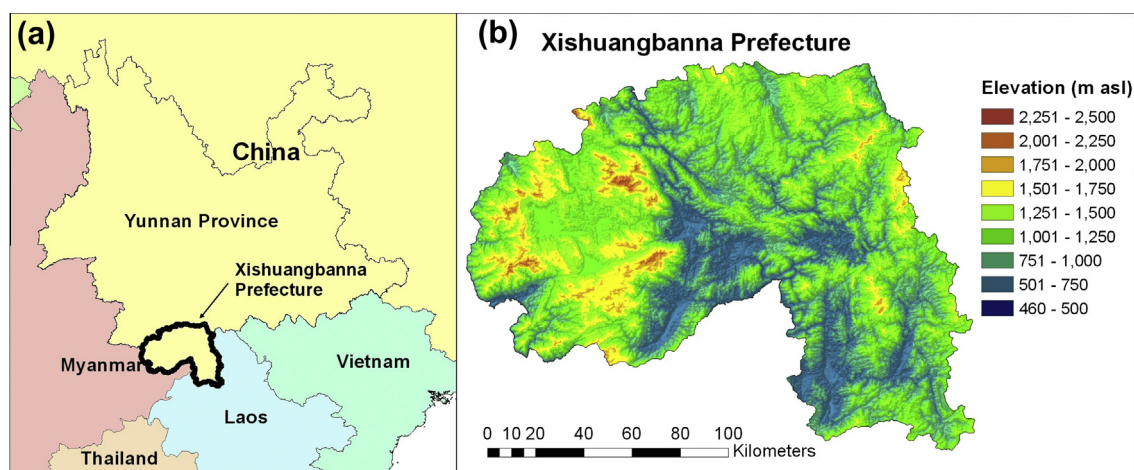 (a)
China
Yunnan Province
Xishuangbanna
Prefecture
Myanmar
Vietnam
Laos
Thailand
(b)
Xishuangbanna Prefecture
Elevation (m asl)
2,251 - 2,500
2,001 - 2,250
1,751 - 2,000
1,501 - 1,750
1,251 - 1,500
1,001 - 1,250
751 - 1,000
501 - 750
460 - 500
0 10 20 40 60 80 100
Kilometers